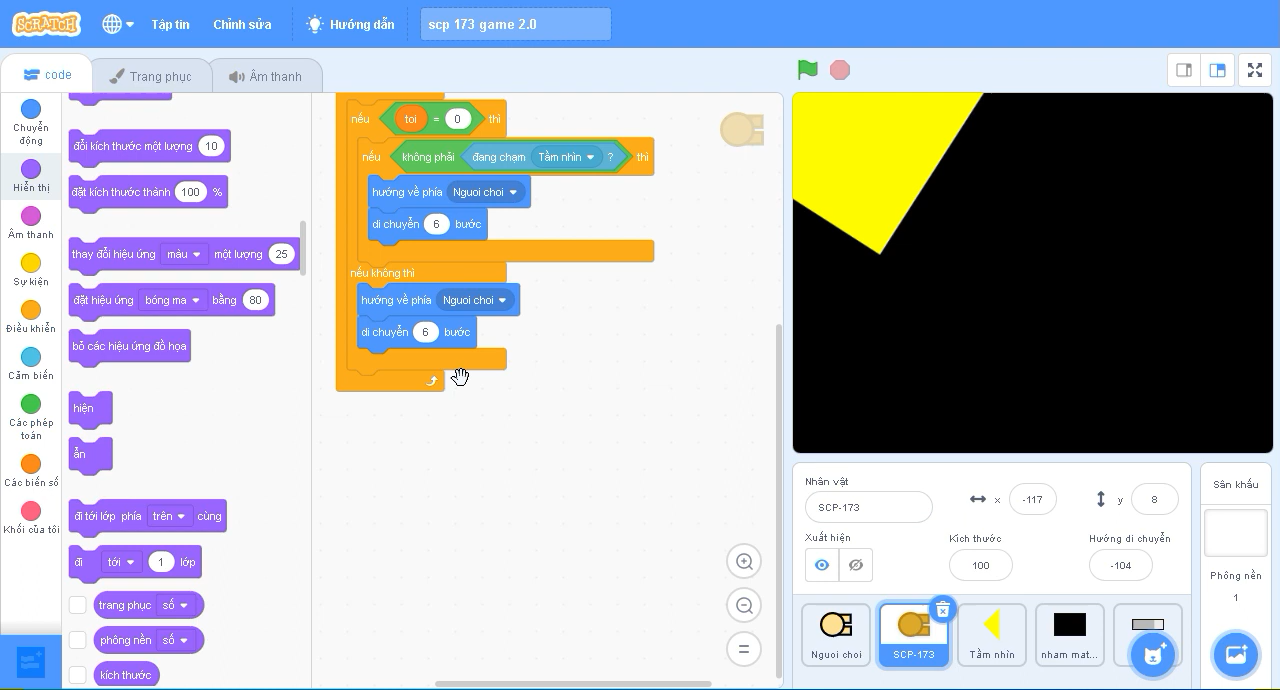 SCRATCH
Tập tin
Chỉnh sửa
Hướng dẫn
scp 173 game 2.0
code
Trang phục
Âm thanh
Chuyển động
Hiển thị
Âm thanh
Sự kiện
Điều khiển
Cảm biến
Các phép toán
Các biến số
Khối của tôi
đổi kích thước một lượng 10
đặt kích thước thành 100 %
thay đổi hiệu ứng màu một lượng 25
đặt hiệu ứng bóng ma bằng 80
bỏ các hiệu ứng đồ họa
hiện
ẩn
đi tới lớp phía trên cùng
đi tới 1 lớp
trang phục số
phông nền số
kích thước
nếu toi = 0 thì
nếu không phải đang chạm Tầm nhìn ? thì
hướng về phía Nguoi choi
di chuyển 6 bước
nếu không thì
hướng về phía Nguoi choi
di chuyển 6 bước
Nhân vật
SCP-173
x -117
y 8
Xuất hiện
Kích thước
100
Hướng di chuyển
-104
Nguoi choi
SCP-173
Tầm nhìn
nham mat...
Sân khấu
Phông nền
1